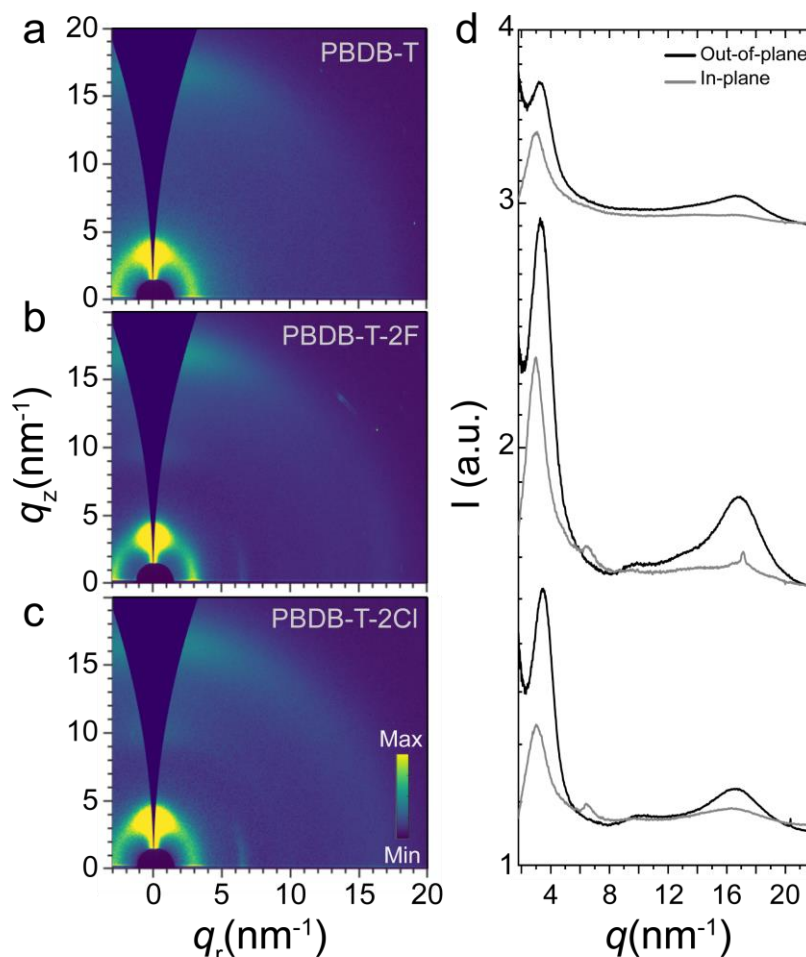 a
PBDB-T
20
15
10
5
0
b
PBDB-T-2F
15
10
5
0
c
PBDB-T-2Cl
15
10
5
0
Max
Min
0 5 10 15 20
qz(nm-1)
qr(nm-1)
d
Out-of-plane
In-plane
4
3
2
1
I (a.u.)
4 8 12 16 20
q(nm-1)